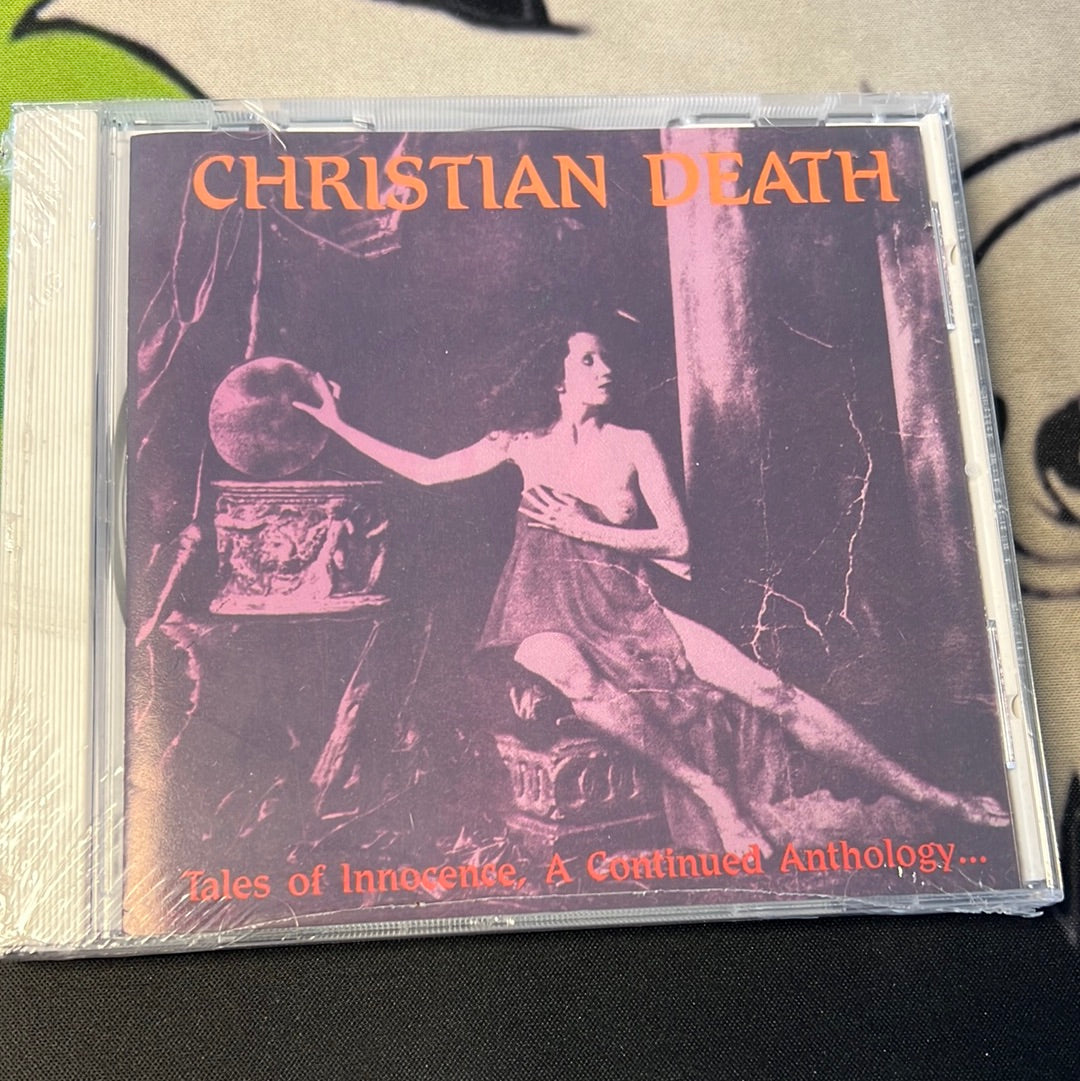 CHRISTIAN DEATH
Tales of Innocence, A Continued Anthology...